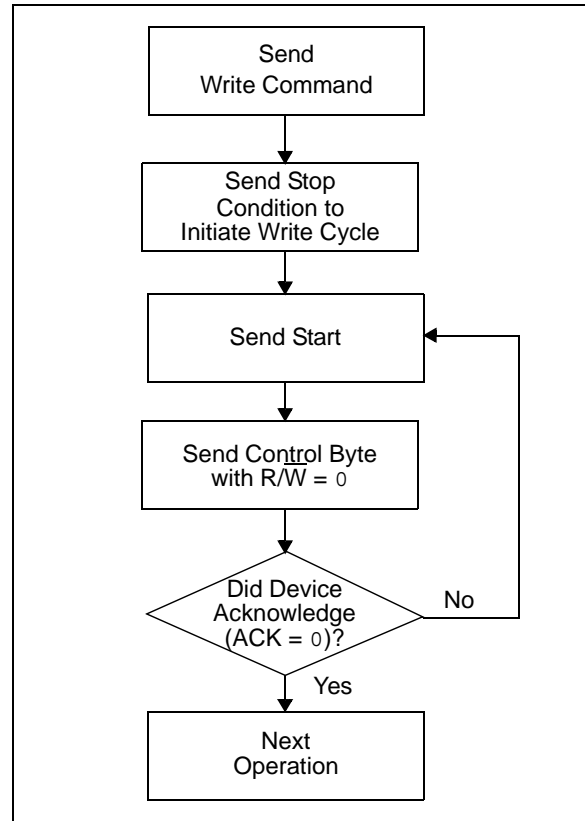 Send
Write Command
Send Stop
Condition to
Initiate Write Cycle
Send Start
Send Control Byte
with R/W̅ = 0
Did Device
Acknowledge
(ACK = 0)?
No
Yes
Next
Operation